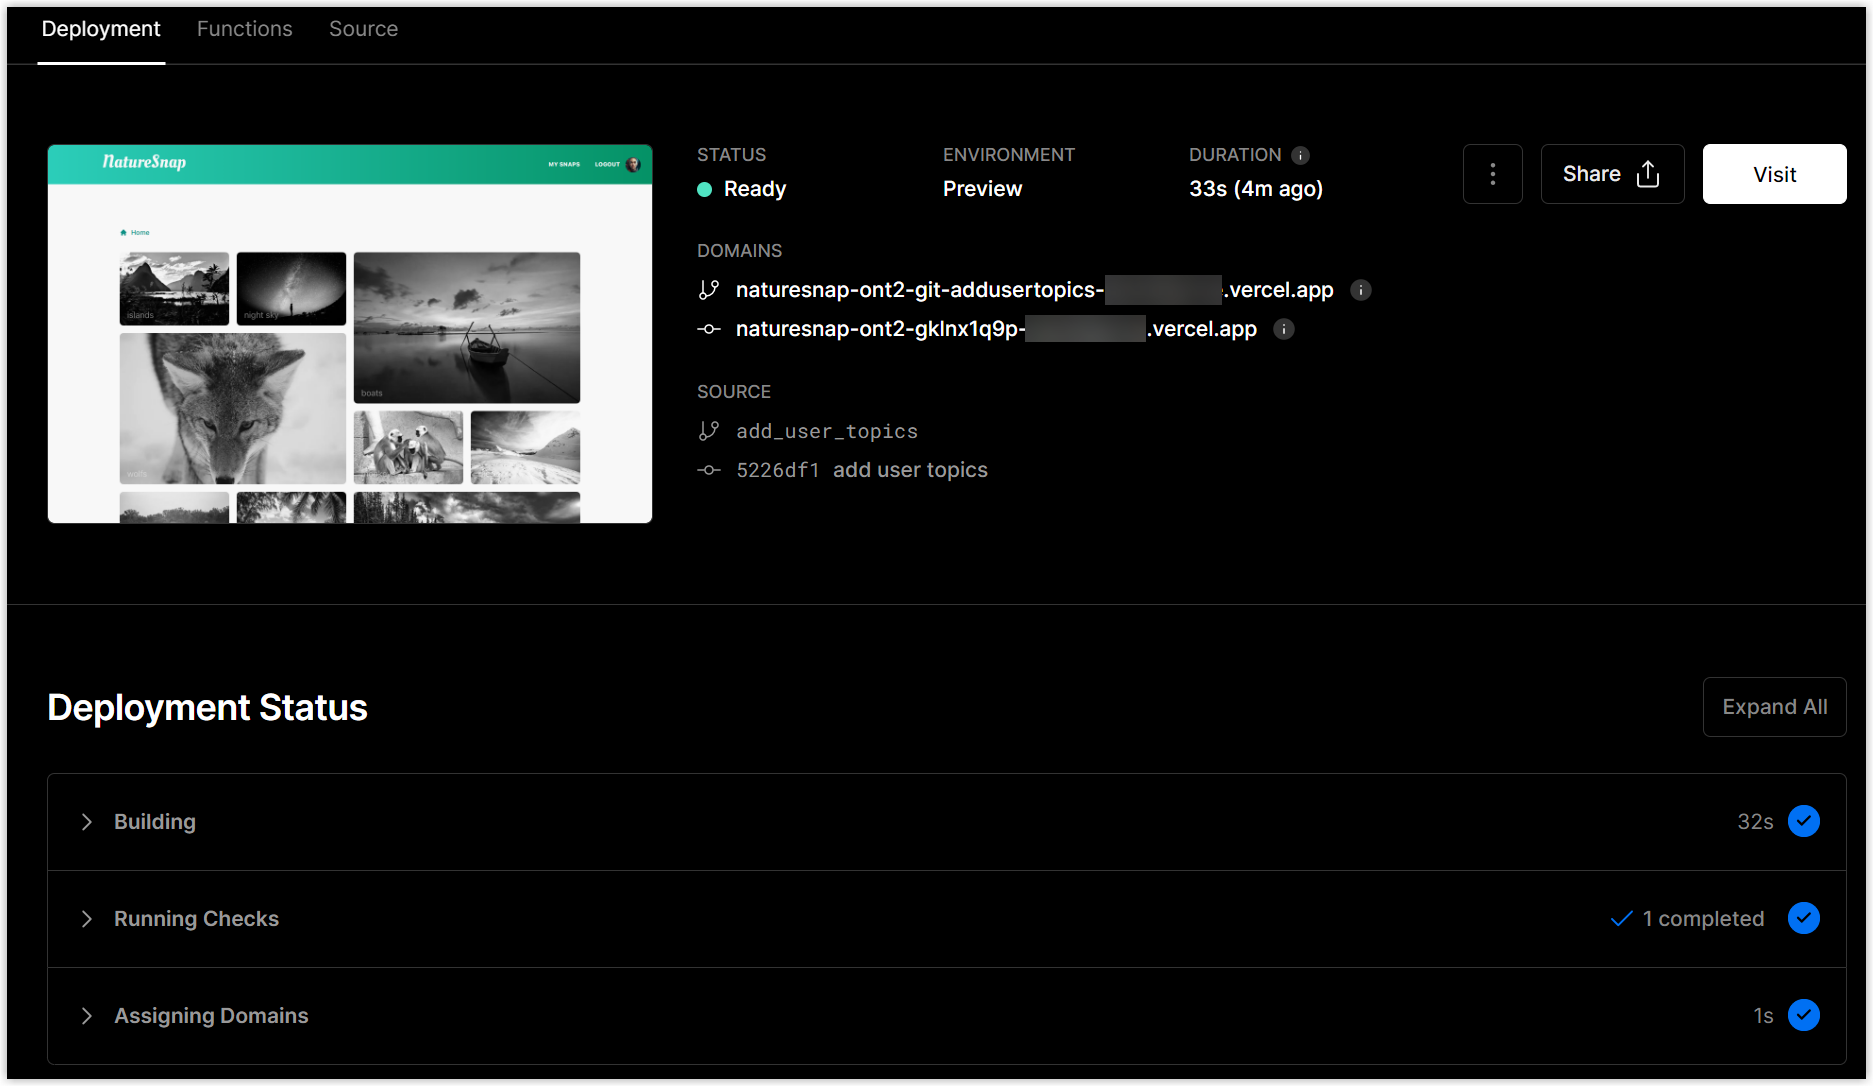 Deployment Functions Source
NatureSnap MY SNAPS LOGOUT
Home
islands
night sky
boats
wolfs
STATUS ENVIRONMENT DURATION
Ready Preview 33s (4m ago)
Share Visit
DOMAINS
naturesnap-ont2-git-addusertopics- .vercel.app
naturesnap-ont2-gklnx1q9p- .vercel.app
SOURCE
add_user_topics
5226df1 add user topics
Deployment Status
Expand All
Building 32s
Running Checks 1 completed
Assigning Domains 1s